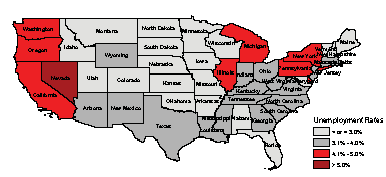 Washington
Oregon
California
Nevada
Idaho
Montana
Wyoming
Utah
Colorado
Arizona
New Mexico
North Dakota
South Dakota
Nebraska
Kansas
Oklahoma
Texas
Minnesota
Iowa
Missouri
Arkansas
Louisiana
Wisconsin
Illinois
Michigan
Indiana
Ohio
Kentucky
Tennessee
Mississippi
Alabama
Georgia
Florida
South Carolina
North Carolina
Virginia
West Virginia
Pennsylvania
New York
Maine
New Jersey
Unemployment Rates
< or = 3.0%
3.1% - 4.0%
4.1% - 5.0%
> 5.0%